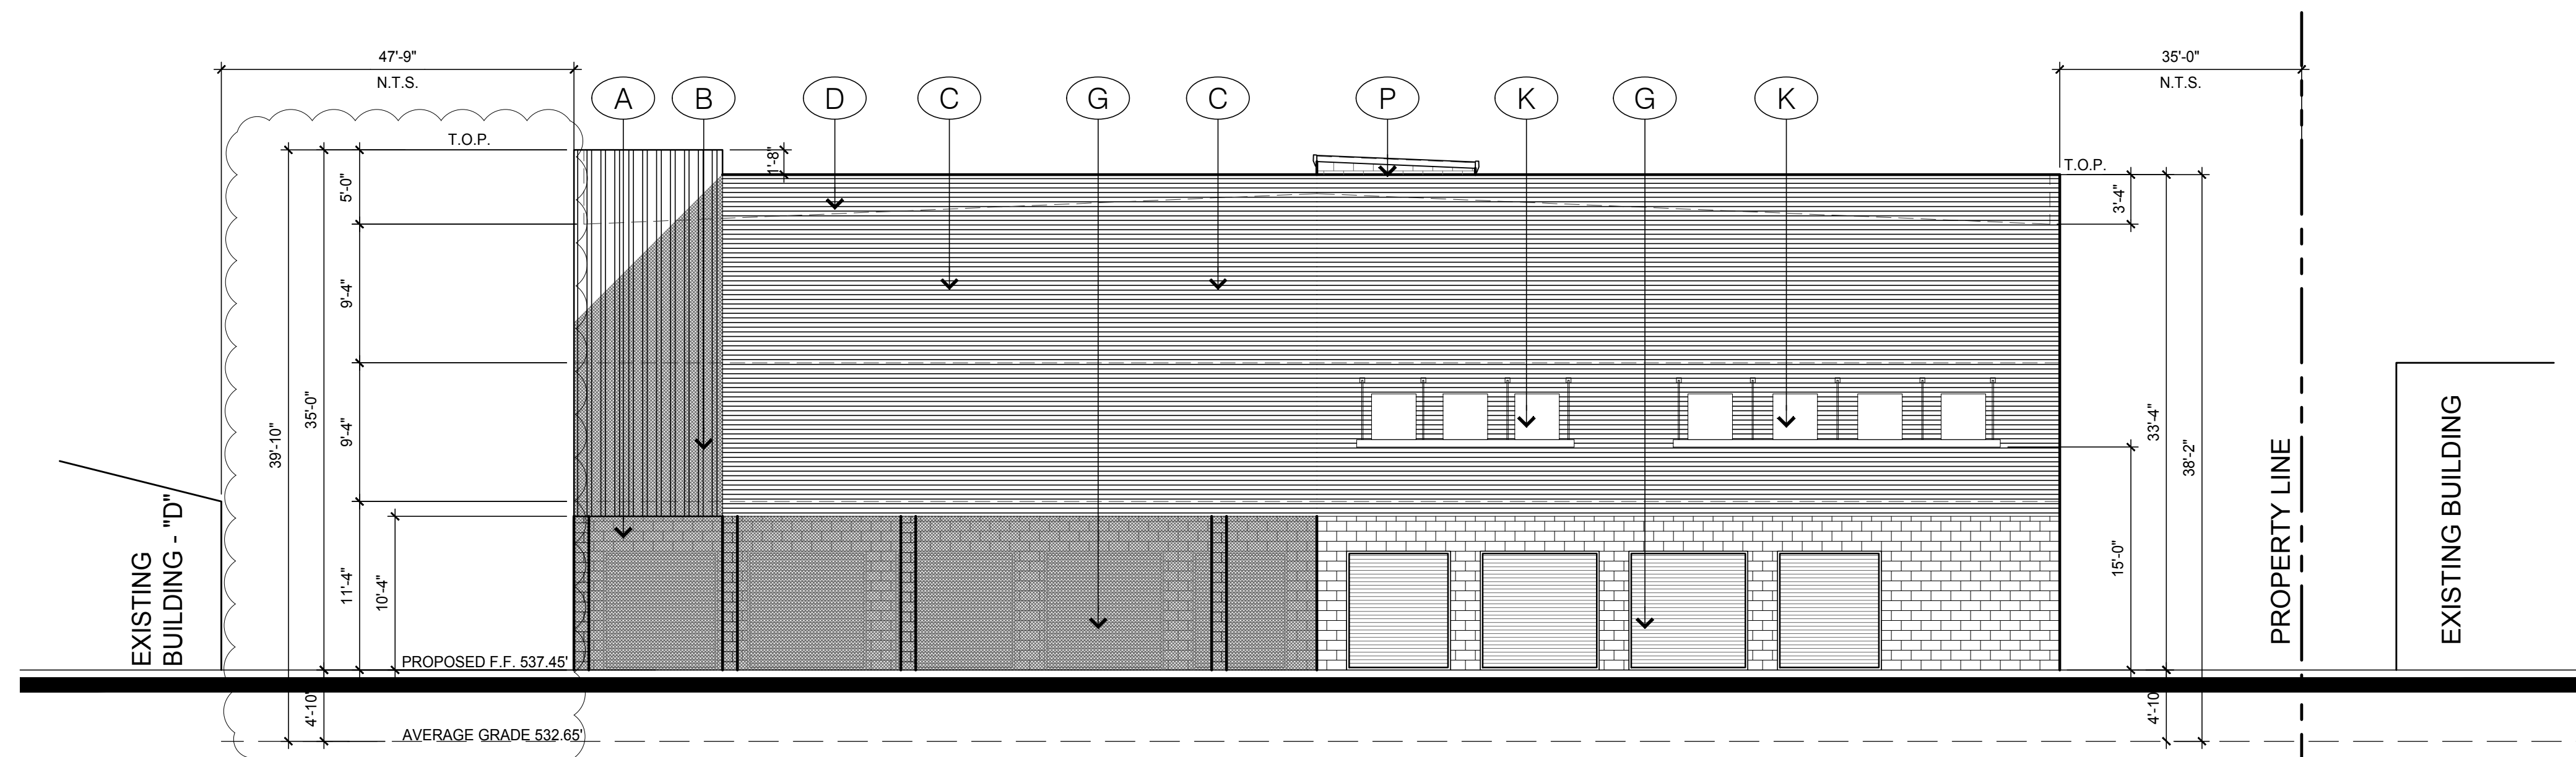 47'-9"
N.T.S.
35'-0"
N.T.S.
A
B
D
C
G
C
P
K
G
K
T.O.P.
1'-8"
T.O.P.
5'-0"
9'-4"
9'-4"
11'-4"
10'-4"
35'-0"
39'-10"
4'-10"
3'-4"
33'-4"
38'-2"
15'-0"
4'-10
EXISTING
BUILDING - "D"
PROPERTY LINE
EXISTING BUILDING
PROPOSED F.F. 537.45'
AVERAGE GRADE 532.65'